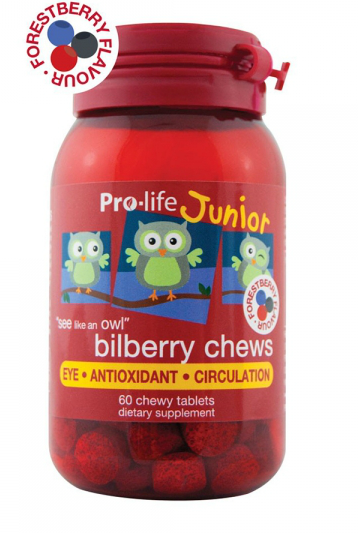 FORESTBERRY FLAVOUR •
Pro-life Junior
FORESTBERRY FLAVOUR •
"see like an owl"
bilberry chews
EYE • ANTIOXIDANT • CIRCULATION
60 chewy tablets
dietary supplement